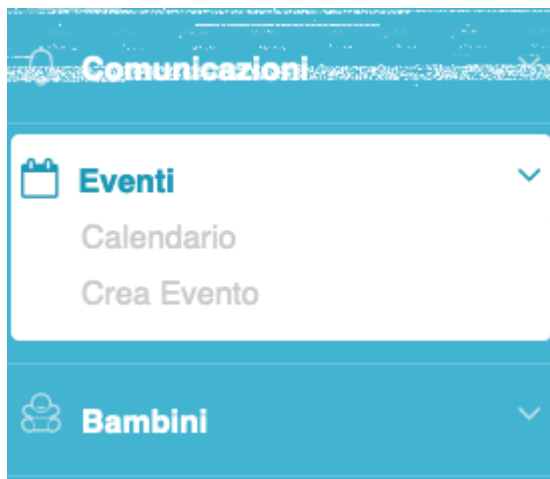 Comunicazioni
Eventi
Calendario
Crea Evento
Bambini